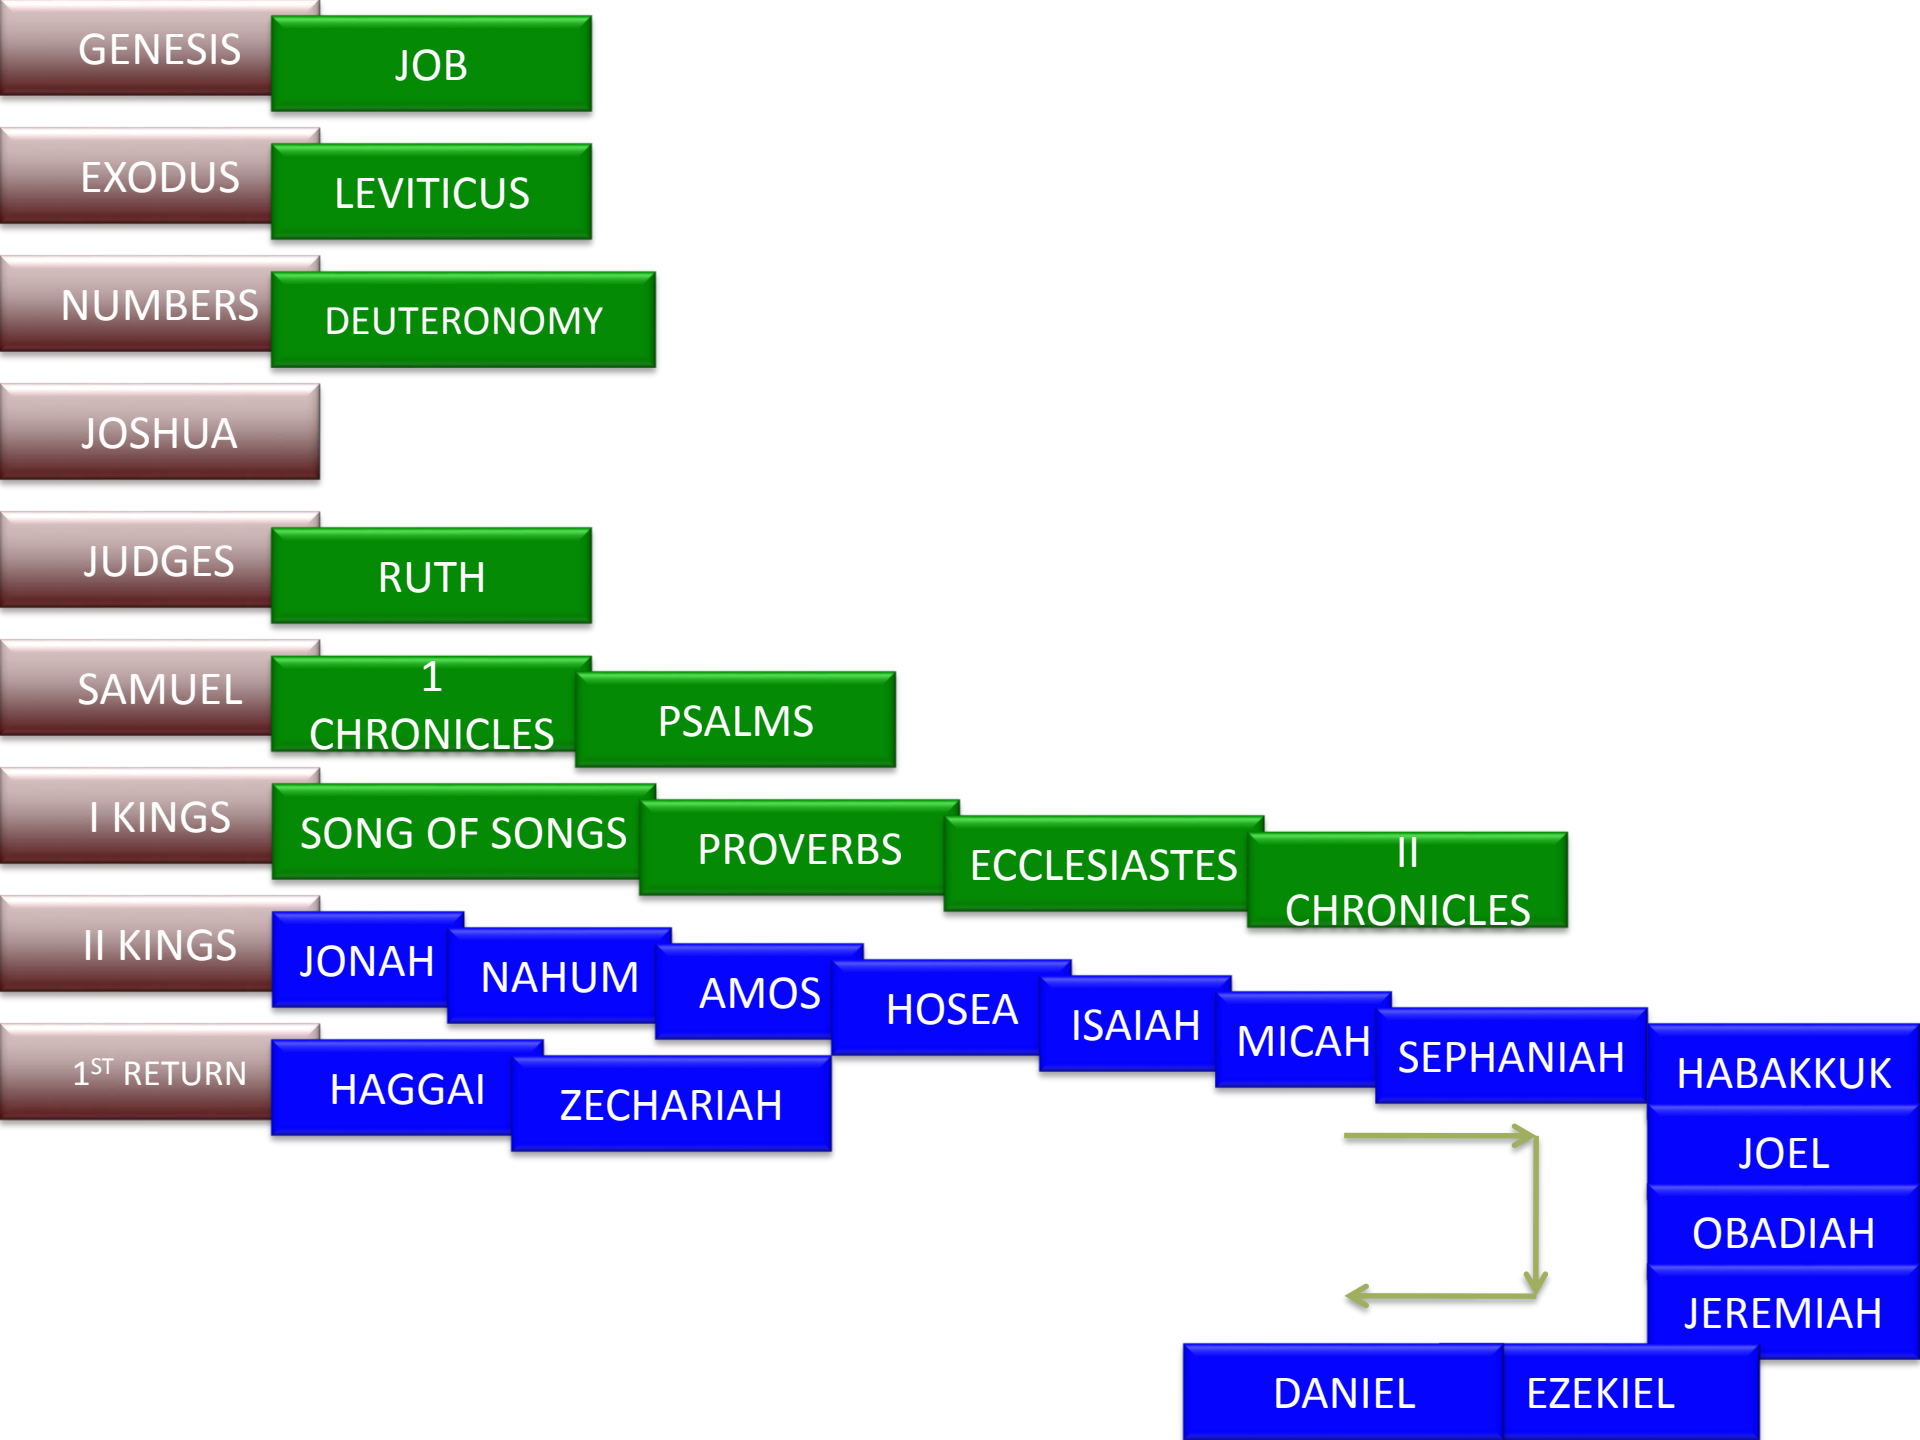 GENESIS
JOB
EXODUS
LEVITICUS
NUMBERS
DEUTERONOMY
JOSHUA
JUDGES
RUTH
SAMUEL
1
CHRONICLES
PSALMS
I KINGS
SONG OF SONGS
PROVERBS
ECCLESIASTES
II
CHRONICLES
II KINGS
JONAH
NAHUM
AMOS
HOSEA
ISAIAH
MICAH
SEPHANIAH
HABAKKUK
JOEL
OBADIAH
JEREMIAH
EZEKIEL
DANIEL
1ST RETURN
HAGGAI
ZECHARIAH